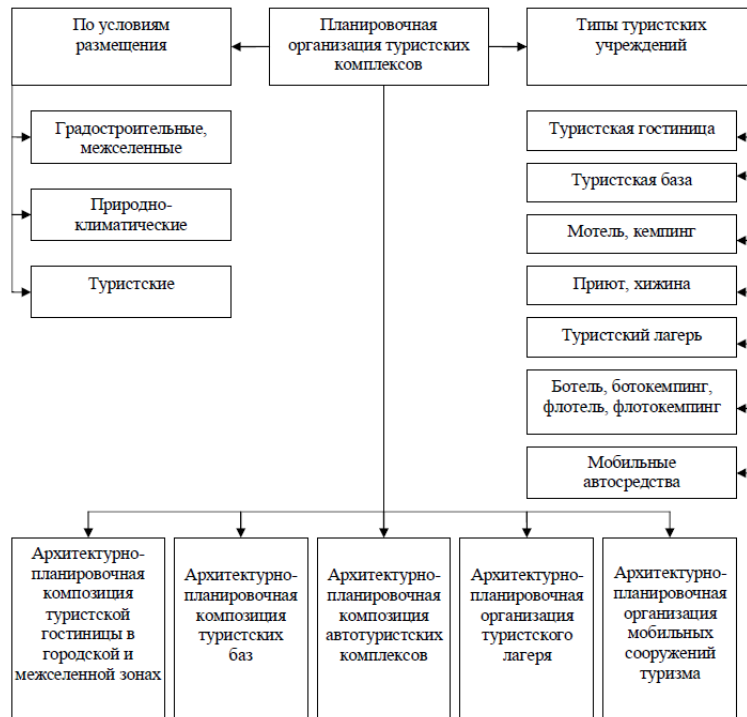 По условиям
размещения
Планировочная
организация туристских
комплексов
Типы туристских
учреждений
Градостроительные,
межселенные
Природно-
климатические
Туристские
Туристская гостиница
Туристская база
Мотель, кемпинг
Приют, хижина
Туристский лагерь
Ботель, ботокемпинг,
флотель, флотокемпинг
Мобильные
автосредства
Архитектурно-
планировочная
композиция
туристской
гостиницы в
городской и
межселенной зонах
Архитектурно-
планировочная
композиция
туристских
баз
Архитектурно-
планировочная
композиция
автотуристских
комплексов
Архитектурно-
планировочная
организация
туристского
лагеря
Архитектурно-
планировочная
организация
мобильных
сооружений
туризма